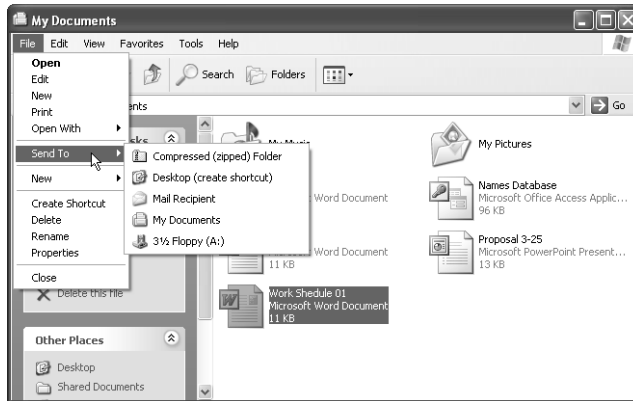 My Documents
File Edit View Favorites Tools Help
Search Folders
Go
Open
Edit
New
Print
Open With
Send To
New
Create Shortcut
Delete
Rename
Properties
Close
Compressed (zipped) Folder
Desktop (create shortcut)
Mail Recipient
My Documents
3½ Floppy (A:)
My Pictures
Word Document
Names Database
Microsoft Office Access Applic...
96 KB
Word Document
11 KB
Proposal 3-25
Microsoft PowerPoint Present...
13 KB
Work Shedule 01
Microsoft Word Document
11 KB
Delete this file
Other Places
Desktop
Shared Documents